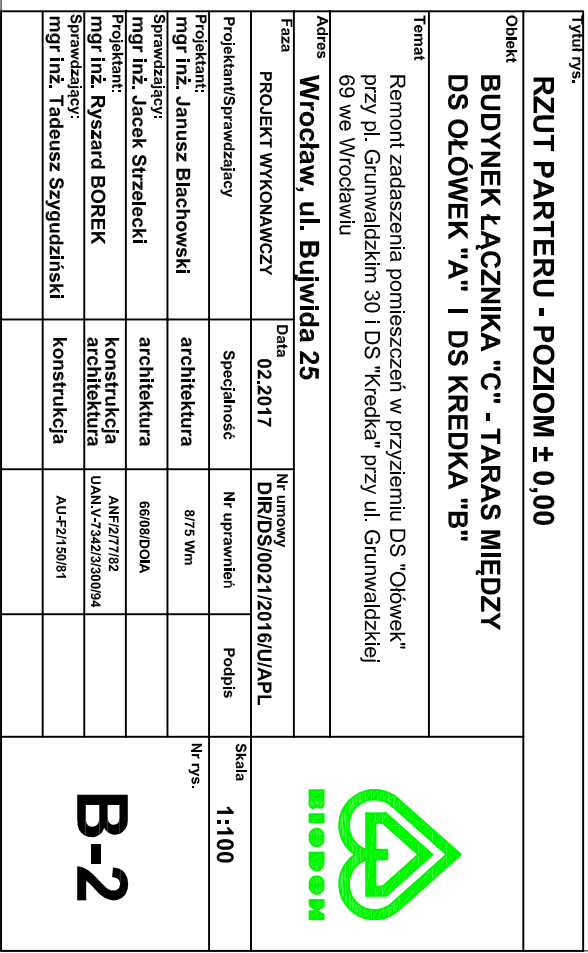 Tytuł rys.
RZUT PARTERU - POZIOM ± 0,00
Obiekt
BUDYNEK ŁĄCZNIKA "C" - TARAS MIĘDZY
DS OŁÓWEK "A" I DS KREDKA "B"
Temat
Remont zadaszenia pomieszczeń w przyziemiu DS "Ołówek"
przy pl. Grunwaldzkim 30 i DS "Kredka" przy ul. Grunwaldzkiej
69 we Wrocławiu
Adres Wrocław, ul. Bujwida 25
BIODOM
Faza
PROJEKT WYKONAWCZY
Data
02.2017
Nr umowy
DIR/DS/0021/2016/U/APL
Skala
1:100
Projektant/Sprawdzajacy Specjalność Nr uprawnień Podpis
Projektant:
mgr inż. Janusz Błachowski architektura 8/75 Wm
Sprawdzający:
mgr inż. Jacek Strzelecki architektura 66/08/DOIA
Projektant:
mgr inż. Ryszard BOREK
konstrukcja
architektura
ANF/2/77/82
UAN.V-7342/3/300/94
Sprawdzający:
mgr inż. Tadeusz Szygudziński konstrukcja AU-F2/150/81
Nr rys.
B-2